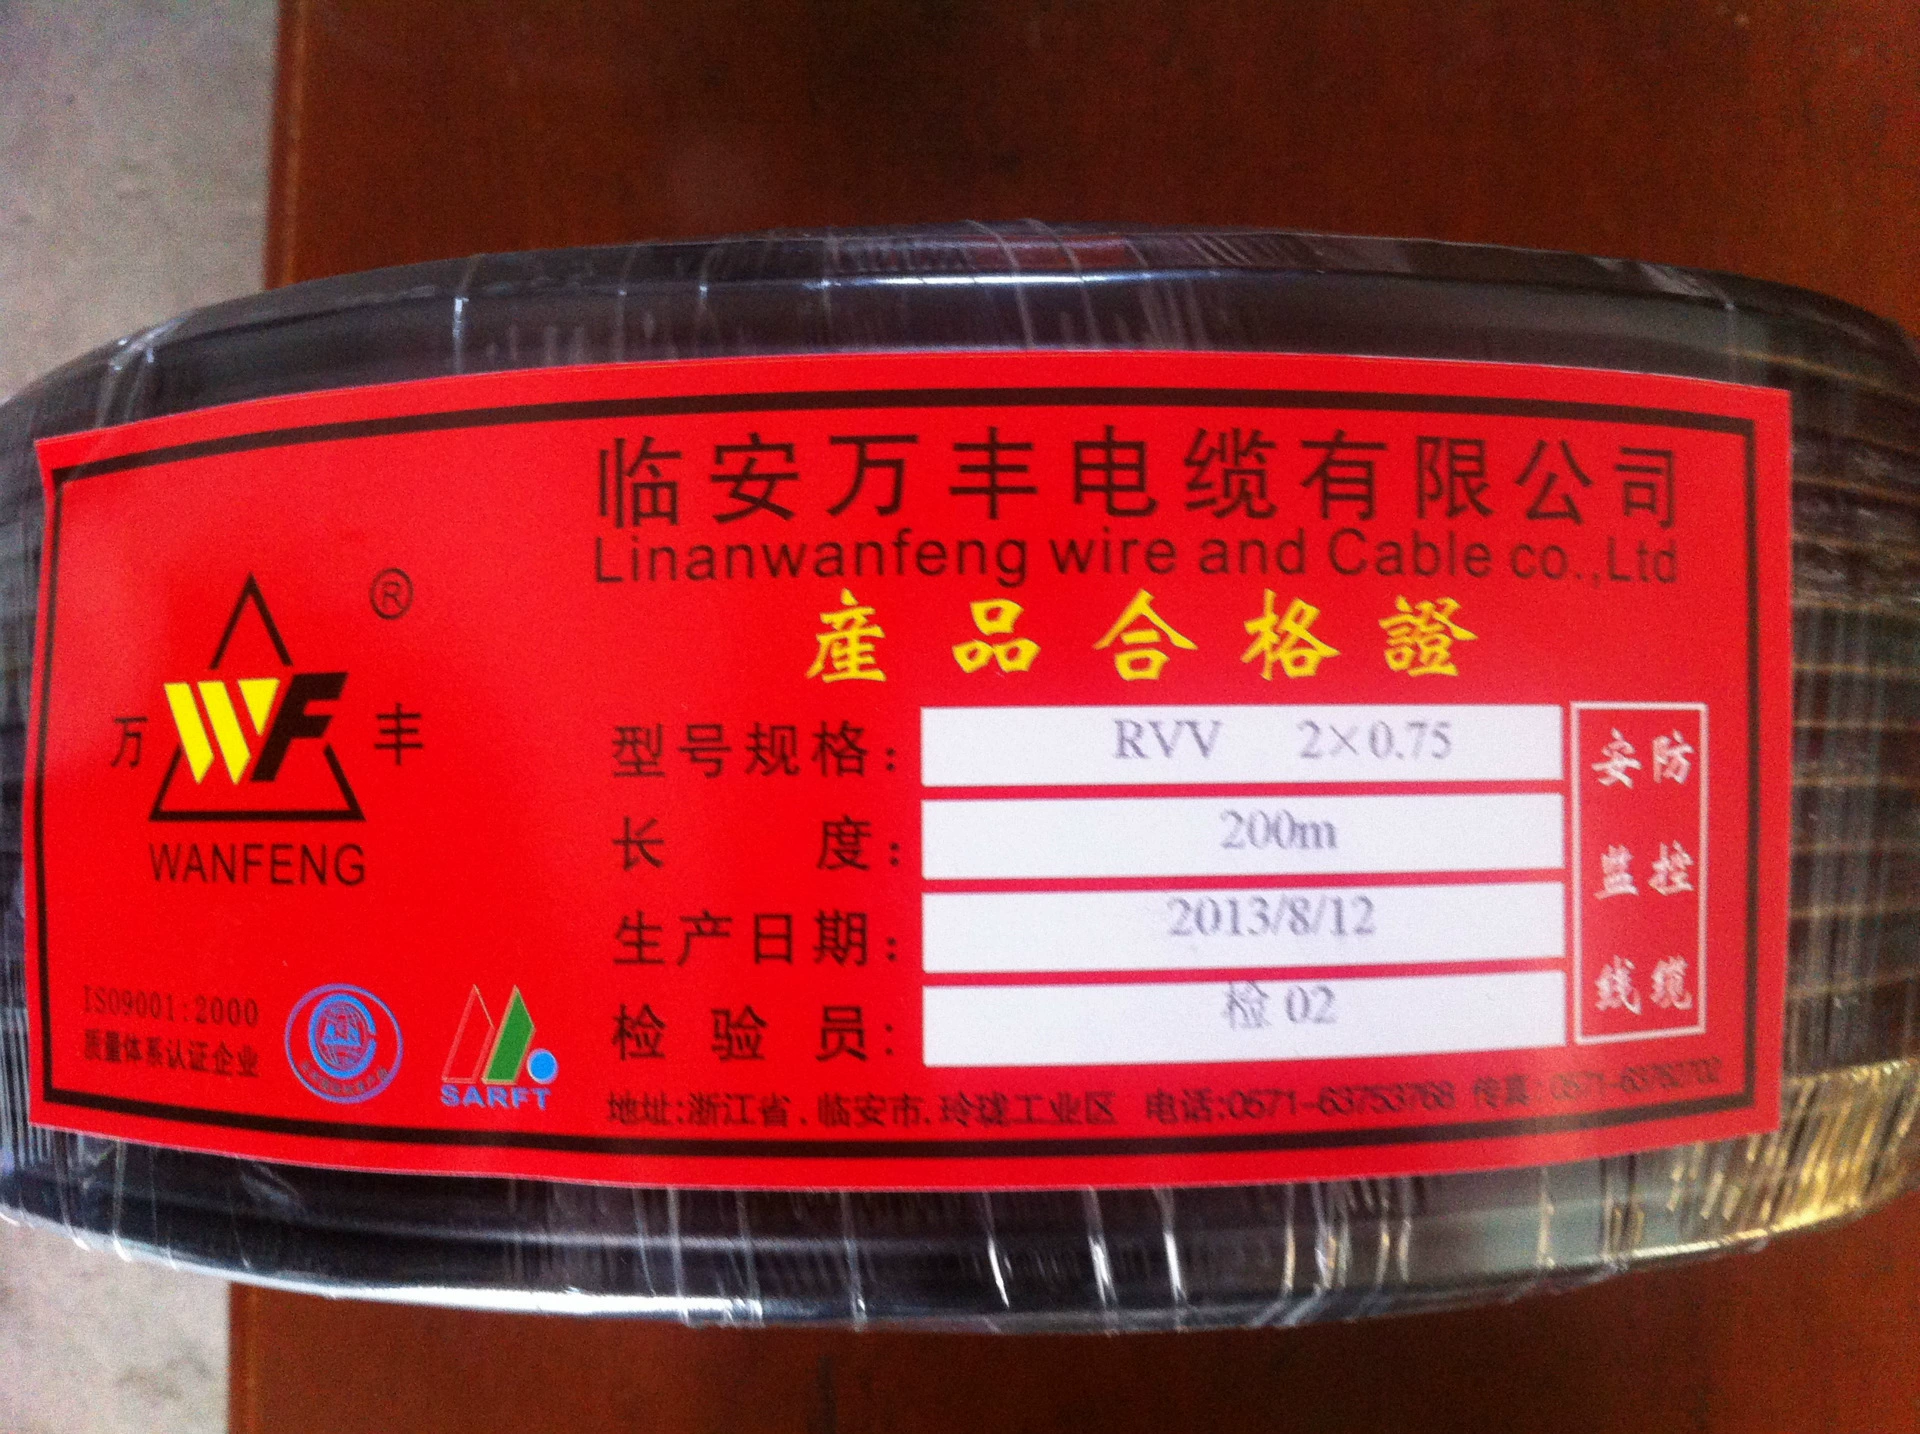 临安万丰电缆有限公司
Linanwanfeng wire and Cable co.,Ltd
産品合格證
®
WF
万 丰
WANFENG
型号规格: RVV 2×0.75
长 度: 200m
生产日期: 2013/8/12
检 验 员: 检 02
安防
监控
线缆
ISO9001:2000
质量体系认证企业
SARFT
地址:浙江省.临安市.玲珑工业区 电话:0571-63753768 传真:0571-63752702